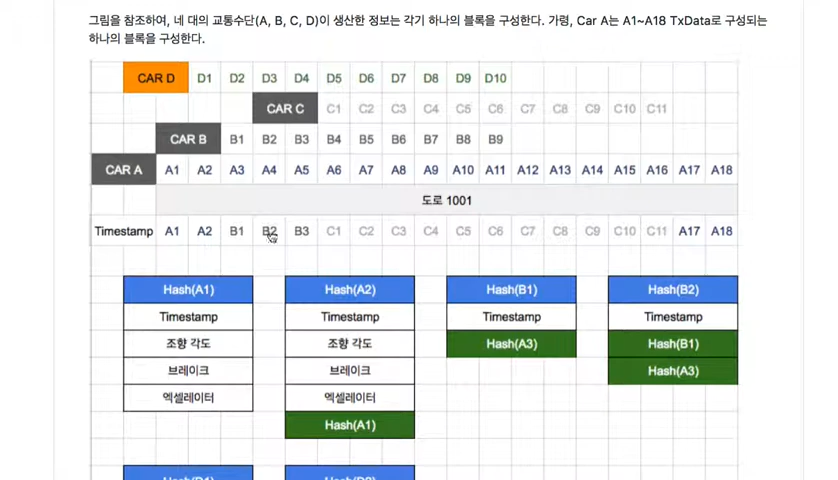 그림을 참조하여, 네 대의 교통수단(A, B, C, D)이 생산한 정보는 각기 하나의 블록을 구성한다. 가령, Car A는 A1~A18 TxData로 구성되는
하나의 블록을 구성한다.
CAR D D1 D2 D3 D4 D5 D6 D7 D8 D9 D10
CAR C C1 C2 C3 C4 C5 C6 C7 C8 C9 C10 C11
CAR B B1 B2 B3 B4 B5 B6 B7 B8 B9
CAR A A1 A2 A3 A4 A5 A6 A7 A8 A9 A10 A11 A12 A13 A14 A15 A16 A17 A18
도로 1001
Timestamp A1 A2 B1 B2 B3 C1 C2 C3 C4 C5 C6 C7 C8 C9 C10 C11 A17 A18
Hash(A1) Hash(A2) Hash(B1) Hash(B2)
Timestamp Timestamp Timestamp Timestamp
조향 각도 조향 각도 Hash(A3) Hash(B1)
브레이크 브레이크 Hash(A3)
엑셀레이터 엑셀레이터
Hash(A1)